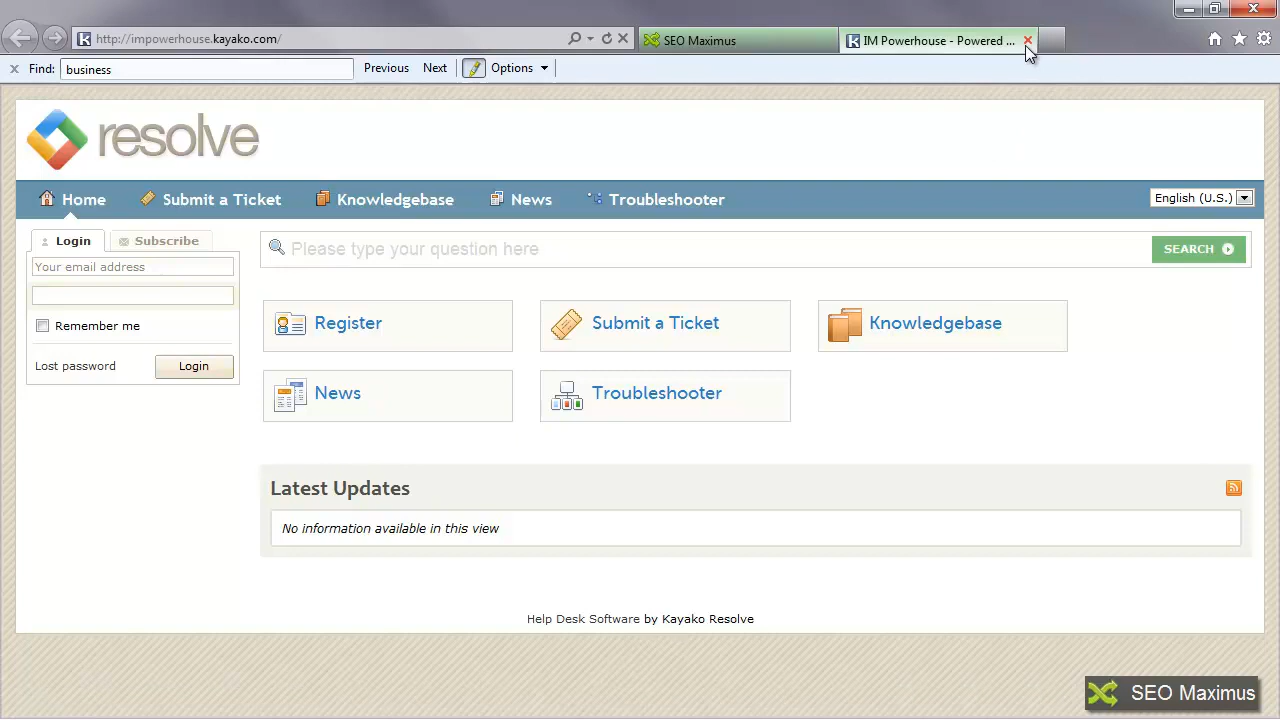 http://impowerhouse.kayako.com/
SEO Maximus
IM Powerhouse - Powered ...
Find: business Previous Next Options
resolve
Home Submit a Ticket Knowledgebase News Troubleshooter English (U.S.)
Login Subscribe
Your email address
Remember me
Lost password Login
Please type your question here SEARCH
Register Submit a Ticket Knowledgebase
News Troubleshooter
Latest Updates
No information available in this view
Help Desk Software by Kayako Resolve
SEO Maximus